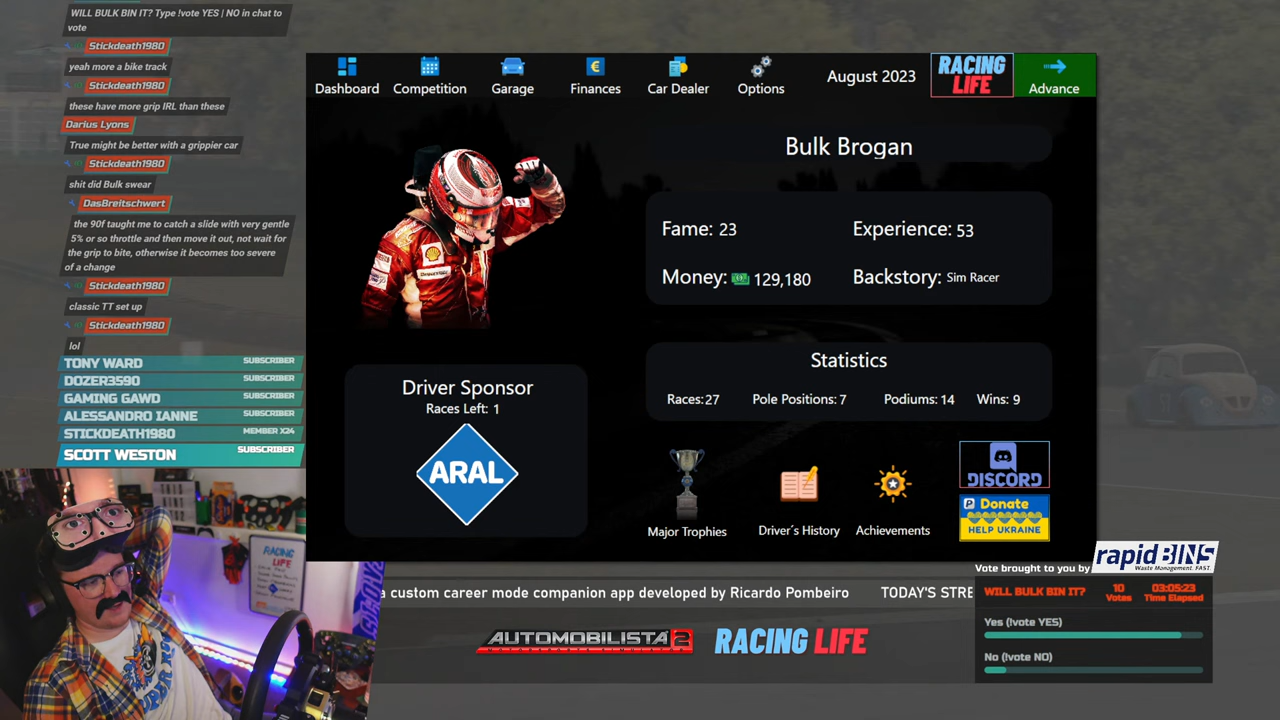 WILL BULK BIN IT? Type !vote YES | NO in chat to
vote
Stickdeath1980
yeah more a bike track
Stickdeath1980
these have more grip IRL than these
Darius Lyons
True might be better with a grippier car
Stickdeath1980
shit did Bulk swear
DasBreitschwert
the 90f taught me to catch a slide with very gentle
5% or so throttle and then move it out, not wait for
the grip to bite, otherwise it becomes too severe
of a change
Stickdeath1980
classic TT set up
Stickdeath1980
lol
TONY WARD SUBSCRIBER
DOZER3590 SUBSCRIBER
GAMING GAWD SUBSCRIBER
ALESSANDRO IANNE SUBSCRIBER
STICKDEATH1980 MEMBER X24
SCOTT WESTON SUBSCRIBER
Dashboard
Competition
Garage
Finances
Car Dealer
Options
August 2023
RACING
LIFE
Advance
Bulk Brogan
Fame: 23
Experience: 53
Money: 129,180
Backstory: Sim Racer
Driver Sponsor
Races Left: 1
ARAL
Statistics
Races:27 Pole Positions: 7 Podiums: 14 Wins: 9
Major Trophies
Driver´s History
Achievements
DISCORD
Donate
HELP UKRAINE
RACING
LIFE
a custom career mode companion app developed by Ricardo Pombeiro TODAY'S STRE
AUTOMOBILISTA 2
RACING LIFE
Vote brought to you by
rapidBINS
Waste Management. FAST.
WILL BULK BIN IT?
10
Votes
03:05:23
Time Elapsed
Yes (!vote YES)
No (!vote NO)